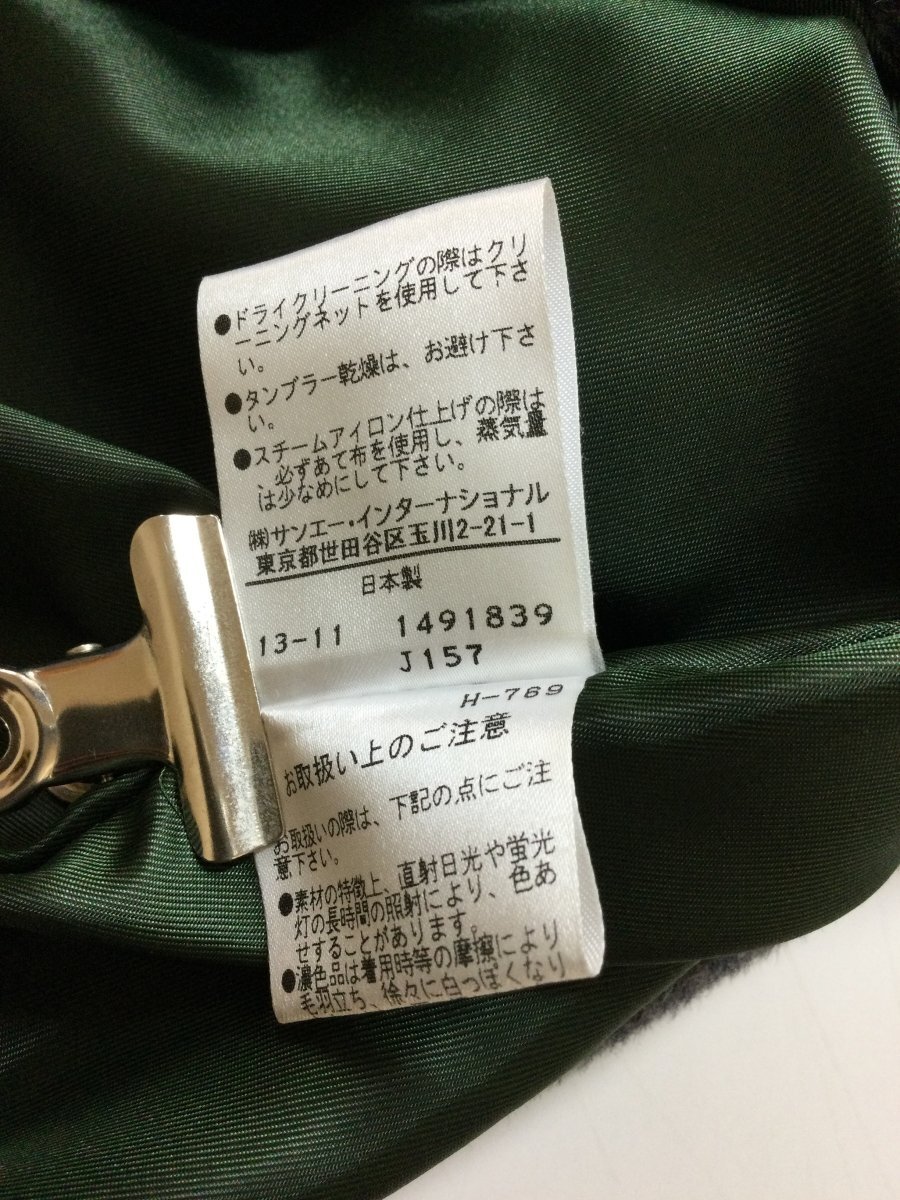 ●ドライクリーニングの際はクリ
ーニングネットを使用して下さ
い。
●タンブラー乾燥は、お避け下さ
い。
●スチームアイロン仕上げの際は
、必ずあて布を使用し、蒸気量
は少なめにして下さい。
㈱サンエー・インターナショナル
東京都世田谷区玉川2-21-1
日本製
13-11 1491839
J157
H-769
お取扱い上のご注意
お取扱いの際は、下記の点にご注
意下さい。
●素材の特徴上、直射日光や蛍光
灯の長時間の照射により、色あ
せすることがあります。
●濃色品は着用時等の摩擦により
毛羽立ち、徐々に白っぽくなり